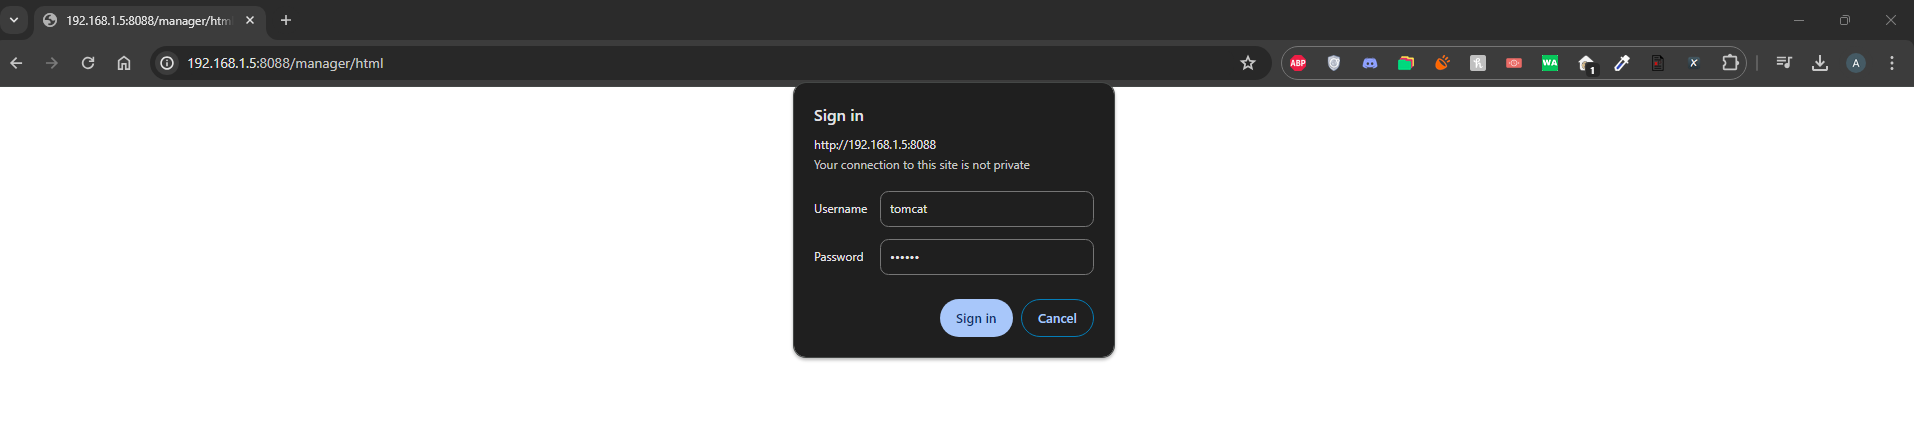 192.168.1.5:8088/manager/htm
192.168.1.5:8088/manager/html
ABP
WA
1
A
Sign in
http://192.168.1.5:8088
Your connection to this site is not private
Username
tomcat
Password
••••••
Sign in
Cancel